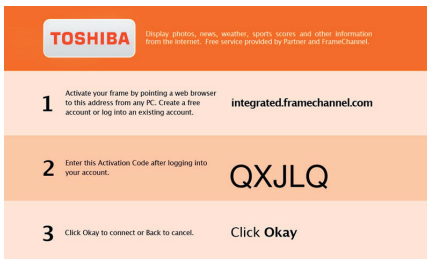 TOSHIBA
Display photos, news, weather, sports scores and other information
from the internet. Free service provided by Partner and FrameChannel.
1
Activate your frame by pointing a web browser
to this address from any PC. Create a free
account or log into an existing account.
integrated.framechannel.com
2
Enter this Activation Code after logging into
your account.
QXJLQ
3
Click Okay to connect or Back to cancel.
Click Okay